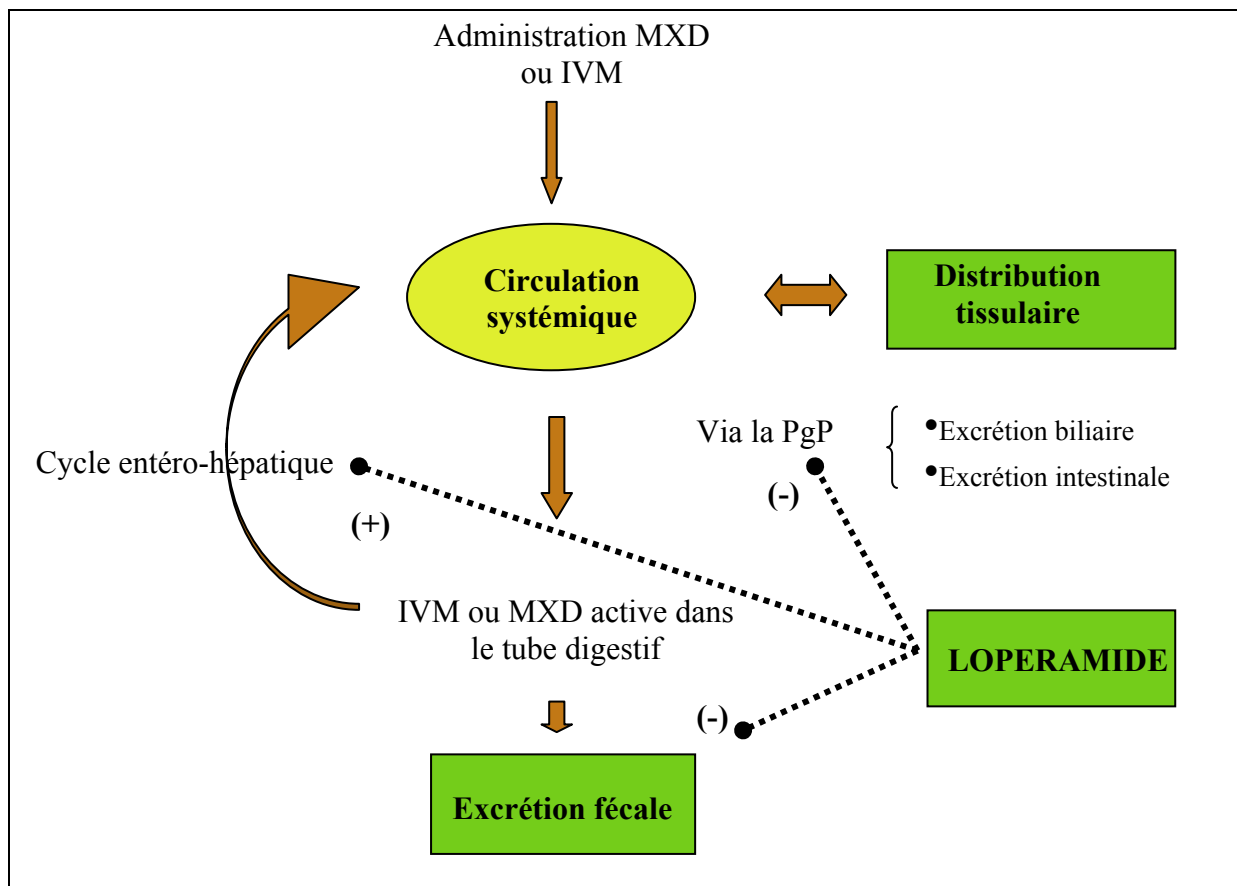 Administration MXD
ou IVM
Circulation
systémique
Distribution
tissulaire
Via la PgP
•Excrétion biliaire
•Excrétion intestinale
(-)
Cycle entéro-hépatique
(+)
IVM ou MXD active dans
le tube digestif
LOPERAMIDE
(-)
Excrétion fécale